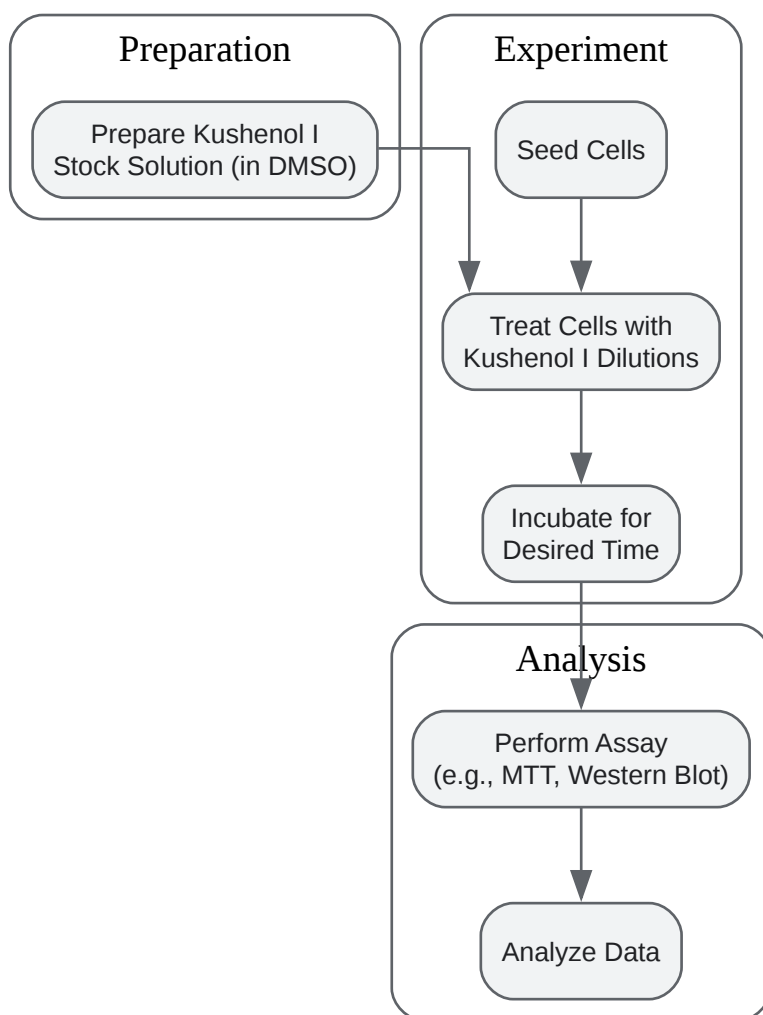 Preparation
Prepare Kushenol I
Stock Solution (in DMSO)
Experiment
Seed Cells
Treat Cells with
Kushenol I Dilutions
Incubate for
Desired Time
Analysis
Perform Assay
(e.g., MTT, Western Blot)
Analyze Data